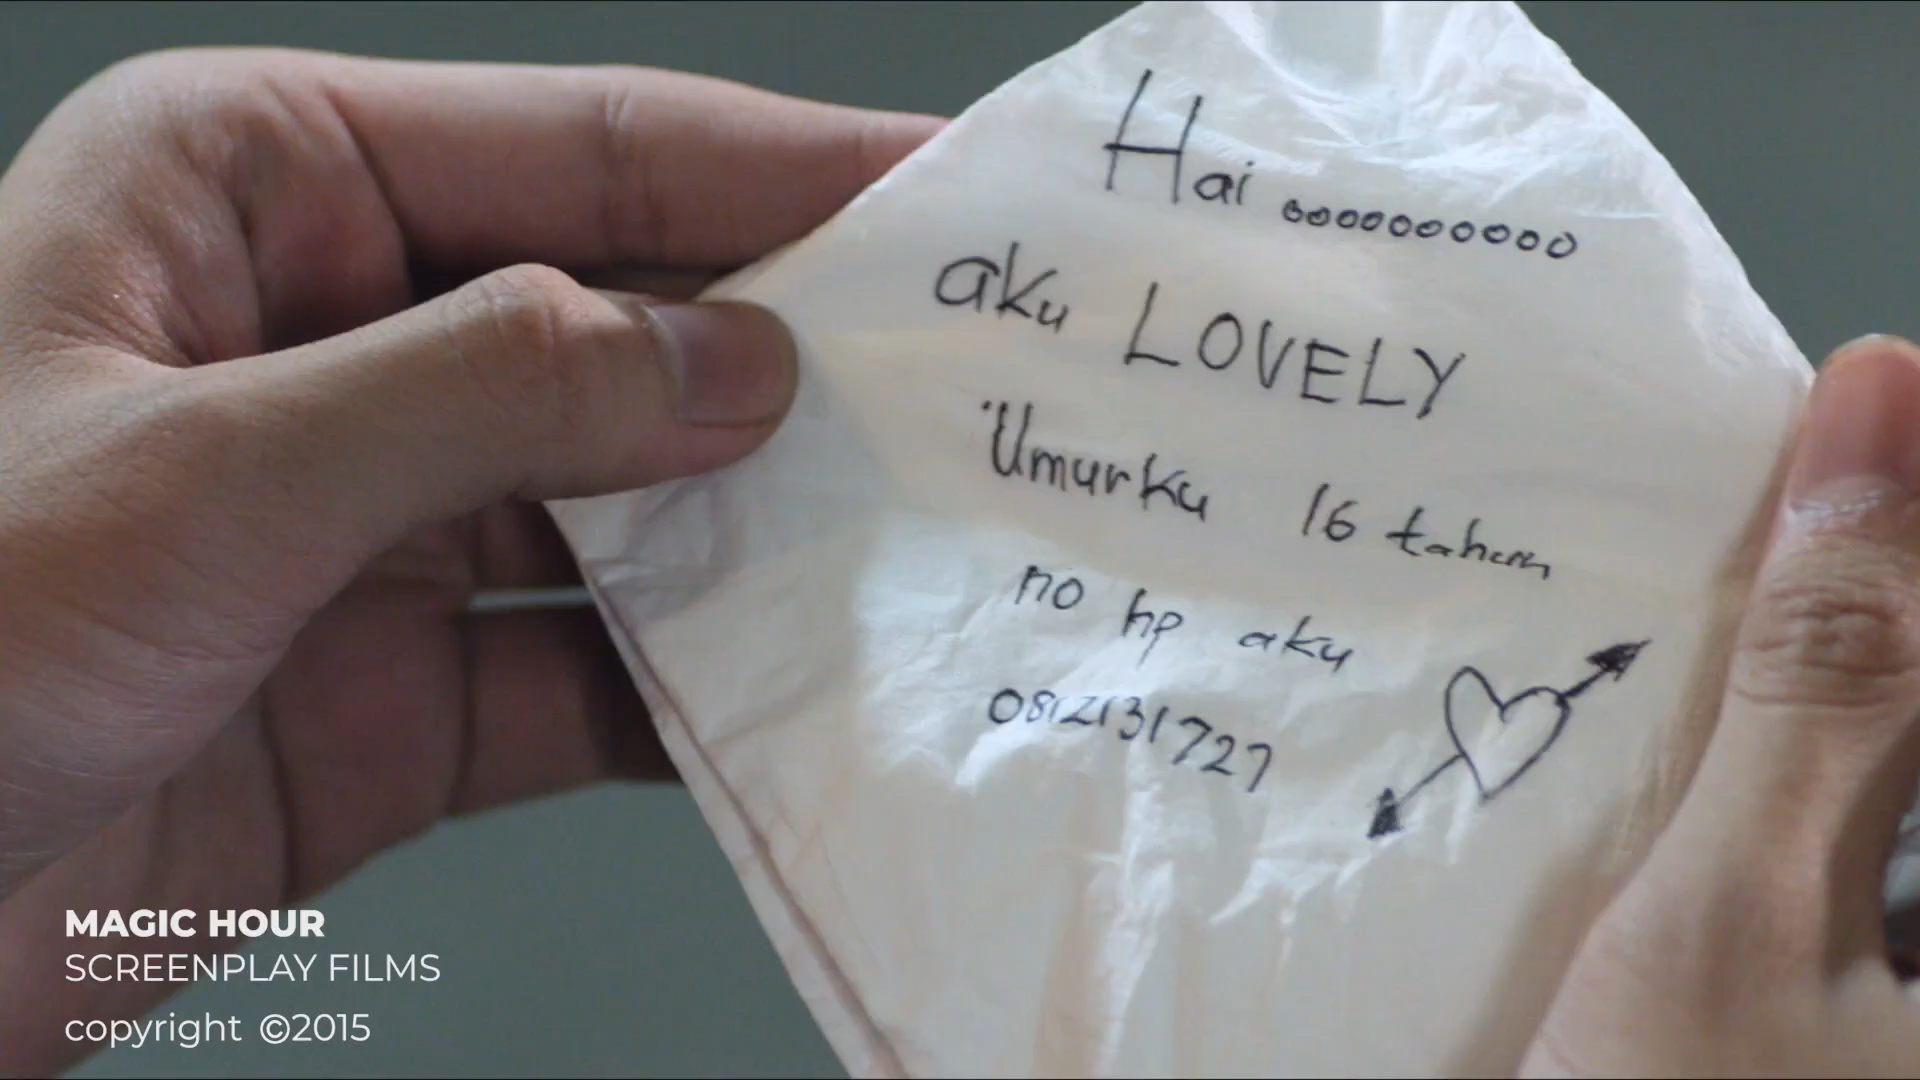 Hai oooooooooo
aku LOVELY
Umurku 16 tahun
no hp aku
0812131727
MAGIC HOUR
SCREENPLAY FILMS
copyright ©2015